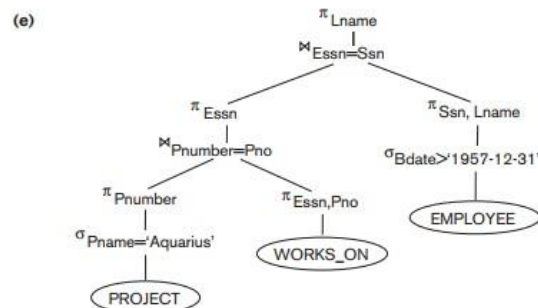 (e)
π Lname
⋈ Essn=Ssn
π Essn
π Ssn, Lname
⋈ Pnumber=Pno
σ Bdate>'1957-12-31'
π Pnumber
π Essn,Pno
EMPLOYEE
σ Pname='Aquarius'
WORKS_ON
PROJECT